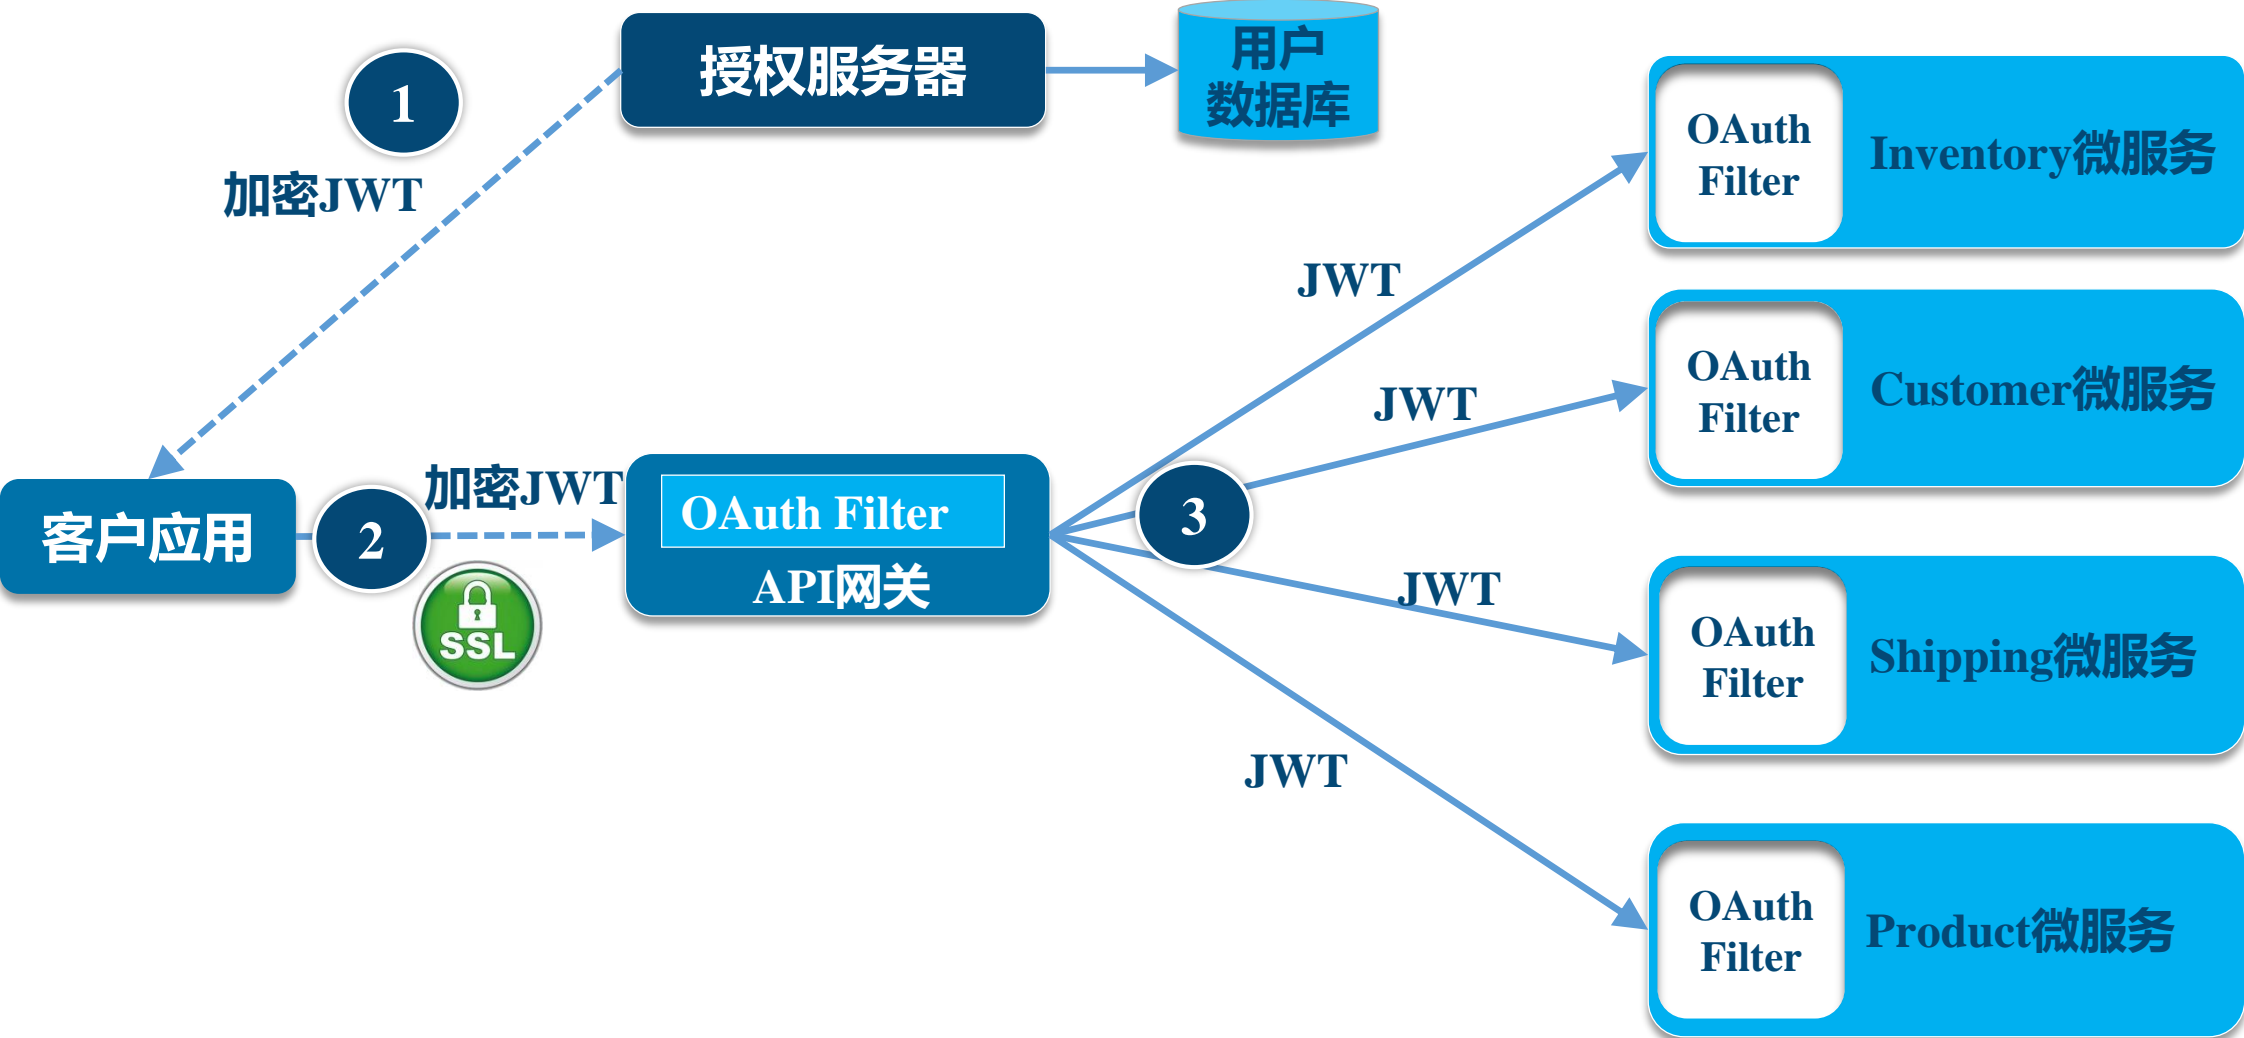 授权服务器
用户
数据库
1
加密JWT
OAuth
Filter
Inventory微服务
JWT
OAuth
Filter
Customer微服务
JWT
客户应用
2
加密JWT
SSL
OAuth Filter
API网关
3
JWT
OAuth
Filter
Shipping微服务
JWT
OAuth
Filter
Product微服务